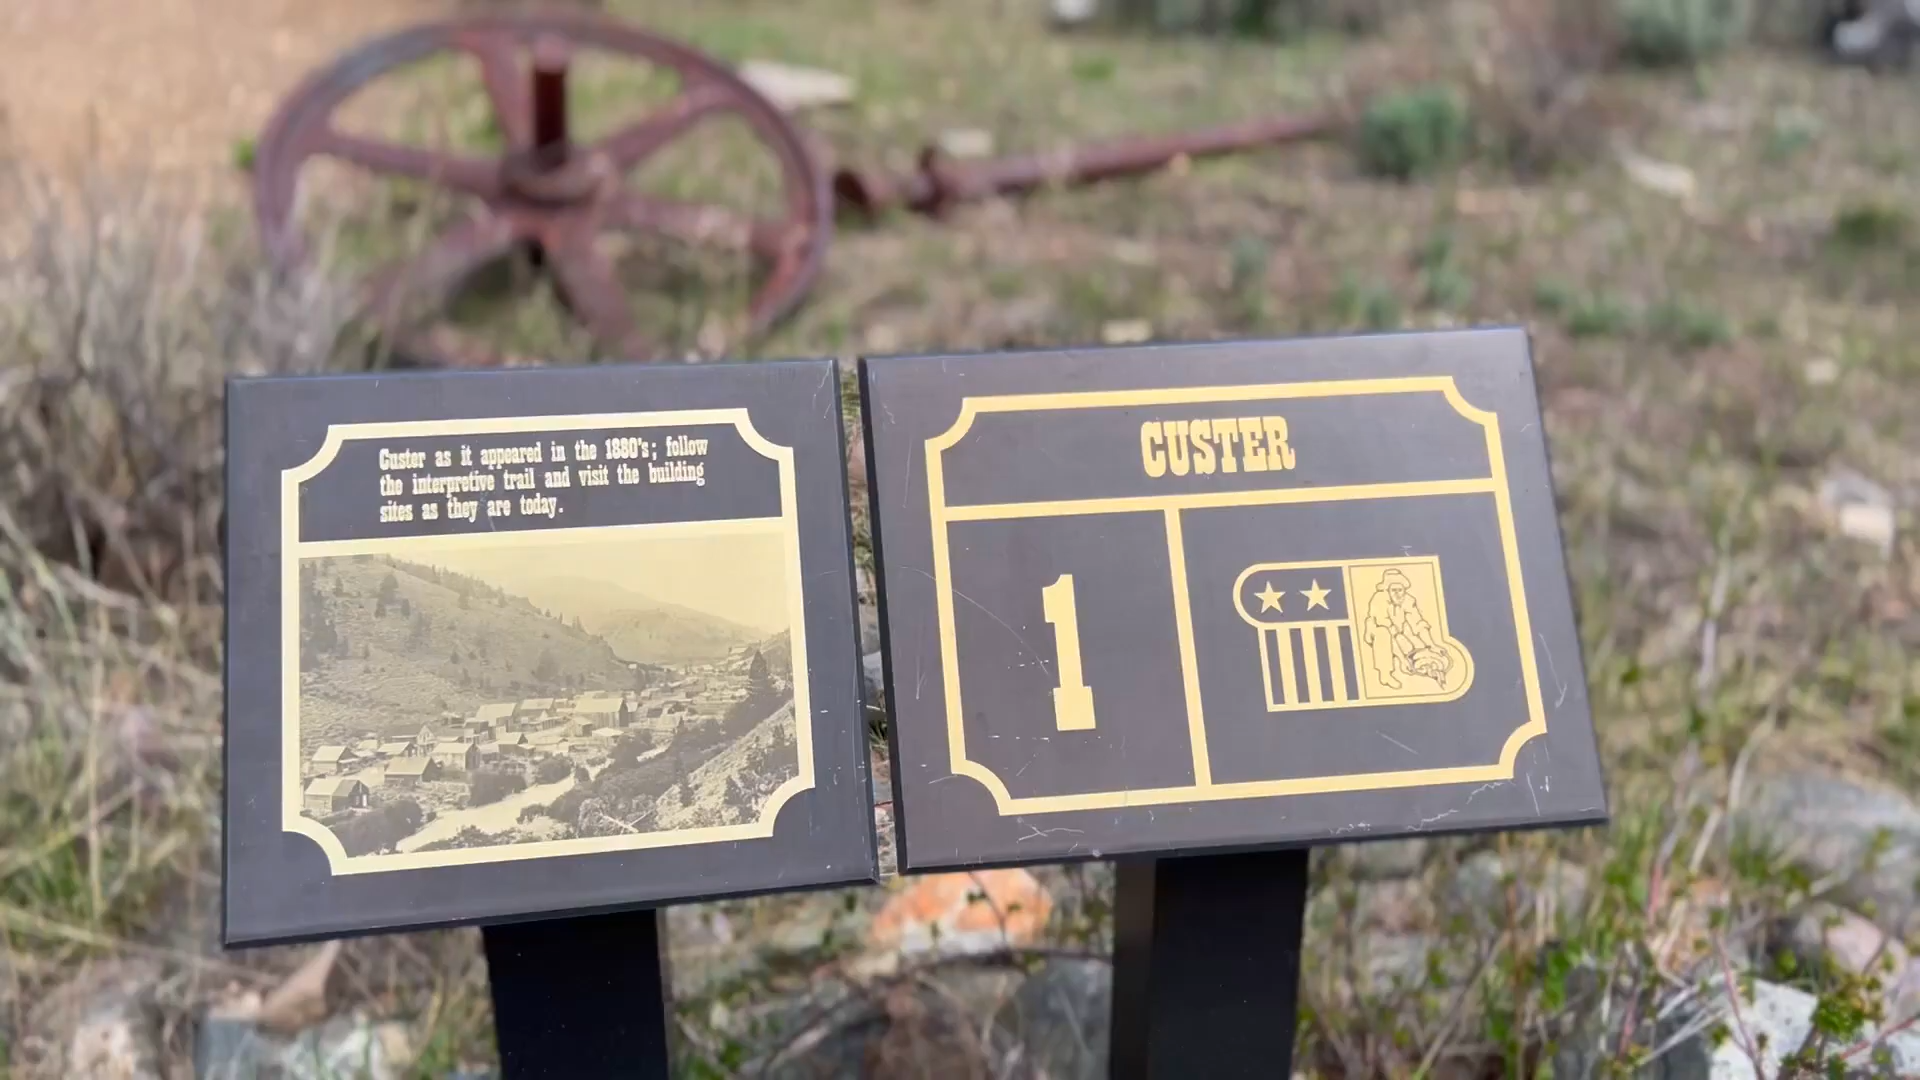 Custer as it appeared in the 1880's; follow
the interpretive trail and visit the building
sites as they are today.
CUSTER
1